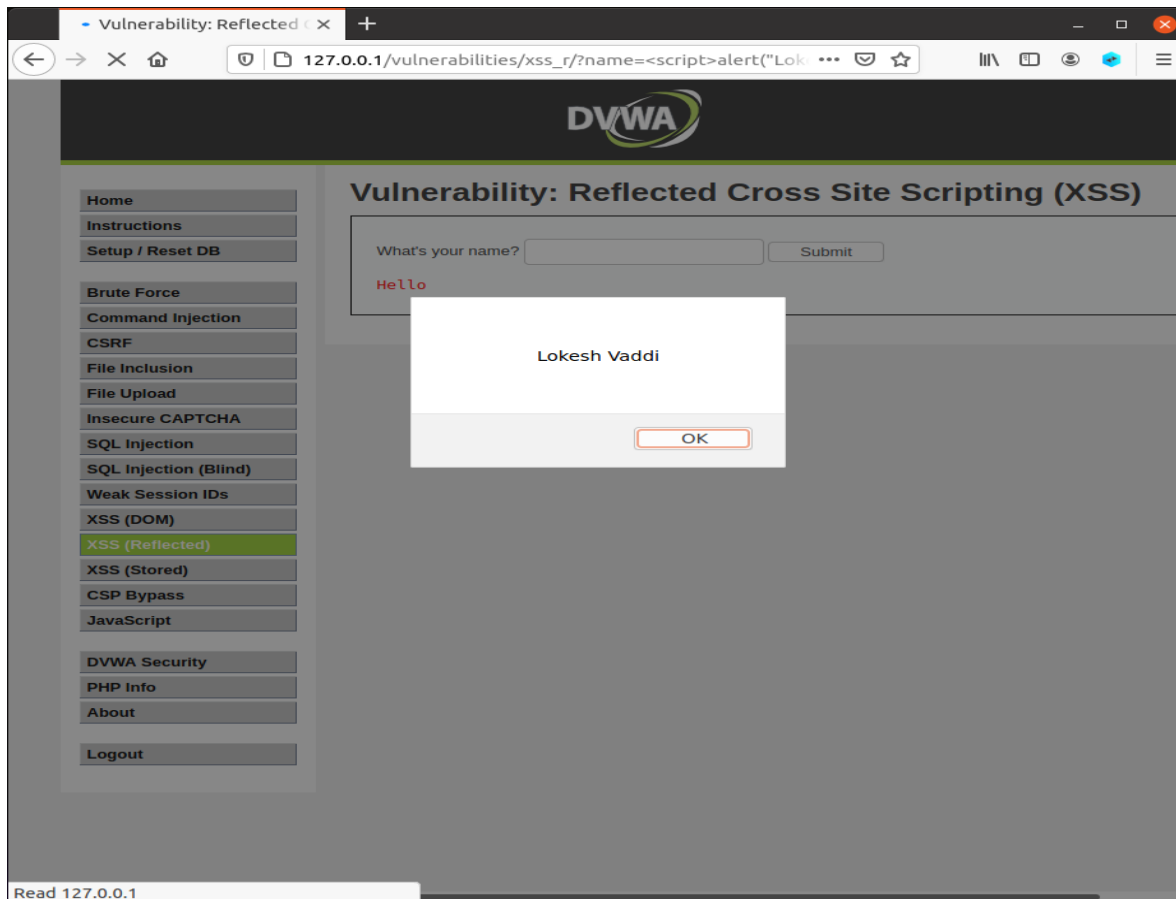 Vulnerability: Reflected
127.0.0.1/vulnerabilities/xss_r/?name=<script>alert("Lok
DVWA
Home
Instructions
Setup / Reset DB
Brute Force
Command Injection
CSRF
File Inclusion
File Upload
Insecure CAPTCHA
SQL Injection
SQL Injection (Blind)
Weak Session IDs
XSS (DOM)
XSS (Reflected)
XSS (Stored)
CSP Bypass
JavaScript
DVWA Security
PHP Info
About
Logout
Vulnerability: Reflected Cross Site Scripting (XSS)
What's your name? Submit
Hello
Lokesh Vaddi
OK
Read 127.0.0.1